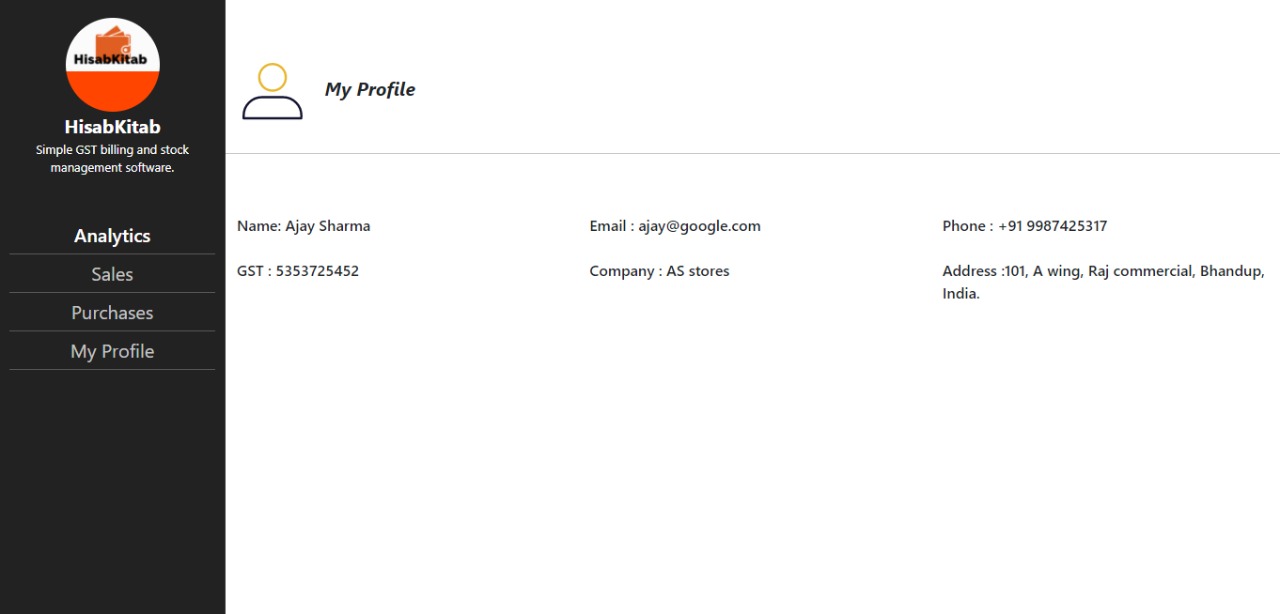 HisabKitab
HisabKitab
Simple GST billing and stock
management software.
Analytics
Sales
Purchases
My Profile
My Profile
Name: Ajay Sharma
Email : ajay@google.com
Phone : +91 9987425317
GST : 5353725452
Company : AS stores
Address :101, A wing, Raj commercial, Bhandup,
India.